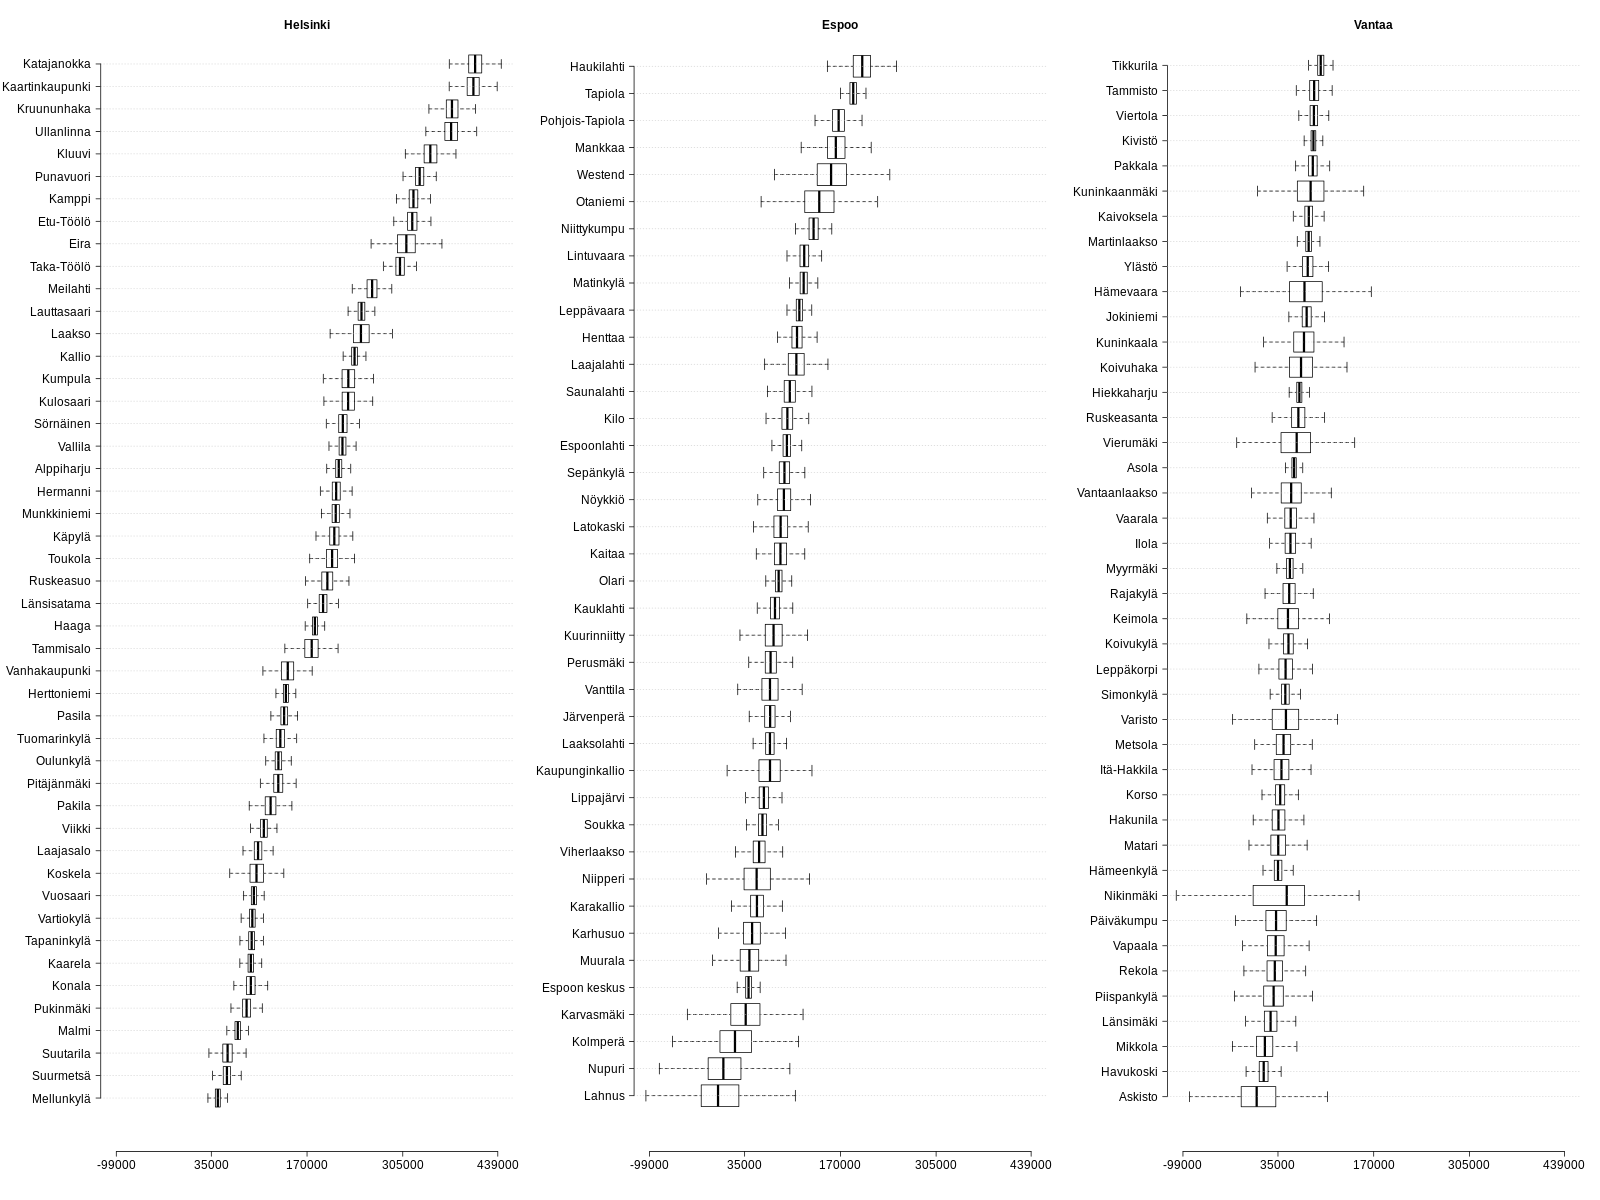 Helsinki
Katajanokka
Kaartinkaupunki
Kruununhaka
Ullanlinna
Kluuvi
Punavuori
Kamppi
Etu-Töölö
Eira
Taka-Töölö
Meilahti
Lauttasaari
Laakso
Kallio
Kumpula
Kulosaari
Sörnäinen
Vallila
Alppiharju
Hermanni
Munkkiniemi
Käpylä
Toukola
Ruskeasuo
Länsisatama
Haaga
Tammisalo
Vanhakaupunki
Herttoniemi
Pasila
Tuomarinkylä
Oulunkylä
Pitäjänmäki
Pakila
Viikki
Laajasalo
Koskela
Vuosaari
Vartiokylä
Tapaninkylä
Kaarela
Konala
Pukinmäki
Malmi
Suutarila
Suurmetsä
Mellunkylä
-99000 35000 170000 305000 439000
Espoo
Haukilahti
Tapiola
Pohjois-Tapiola
Mankkaa
Westend
Otaniemi
Niittykumpu
Lintuvaara
Matinkylä
Leppävaara
Henttaa
Laajalahti
Saunalahti
Kilo
Espoonlahti
Sepänkylä
Nöykkiö
Latokaski
Kaitaa
Olari
Kauklahti
Kuurinniitty
Perusmäki
Vanttila
Järvenperä
Laaksolahti
Kaupunginkallio
Lippajärvi
Soukka
Viherlaakso
Niipperi
Karakallio
Karhusuo
Muurala
Espoon keskus
Karvasmäki
Kolmperä
Nupuri
Lahnus
-99000 35000 170000 305000 439000
Vantaa
Tikkurila
Tammisto
Viertola
Kivistö
Pakkala
Kuninkaanmäki
Kaivoksela
Martinlaakso
Ylästö
Hämevaara
Jokiniemi
Kuninkaala
Koivuhaka
Hiekkaharju
Ruskeasanta
Vierumäki
Asola
Vantaanlaakso
Vaarala
Ilola
Myyrmäki
Rajakylä
Keimola
Koivukylä
Leppäkorpi
Simonkylä
Varisto
Metsola
Itä-Hakkila
Korso
Hakunila
Matari
Hämeenkylä
Nikinmäki
Päiväkumpu
Vapaala
Rekola
Piispankylä
Länsimäki
Mikkola
Havukoski
Askisto
-99000 35000 170000 305000 439000